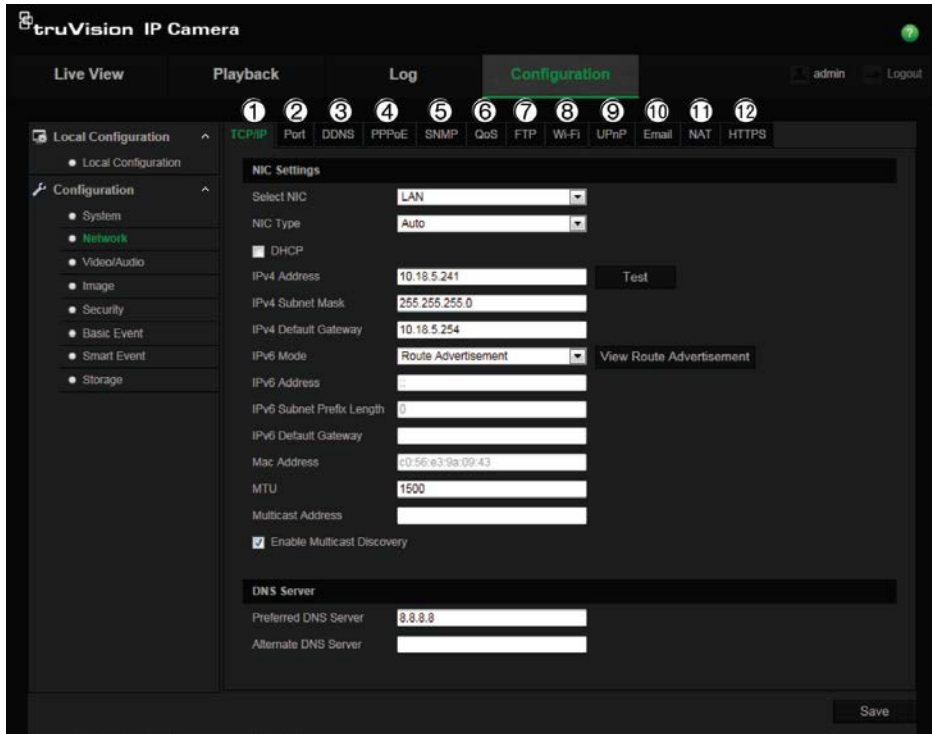 truVision IP Camera
?
Live View Playback Log Configuration admin Logout
① ② ③ ④ ⑤ ⑥ ⑦ ⑧ ⑨ ⑩ ⑪ ⑫
TCP/IP Port DDNS PPPoE SNMP QoS FTP Wi-Fi UPnP Email NAT HTTPS
Local Configuration
Local Configuration
Configuration
System
Network
Video/Audio
Image
Security
Basic Event
Smart Event
Storage
NIC Settings
Select NIC LAN
NIC Type Auto
DHCP
IPv4 Address 10.18.5.241 Test
IPv4 Subnet Mask 255.255.255.0
IPv4 Default Gateway 10.18.5.254
IPv6 Mode Route Advertisement View Route Advertisement
IPv6 Address ::
IPv6 Subnet Prefix Length 0
IPv6 Default Gateway
Mac Address c0:56:e3:9a:09:43
MTU 1500
Multicast Address
Enable Multicast Discovery
DNS Server
Preferred DNS Server 8.8.8.8
Alternate DNS Server
Save